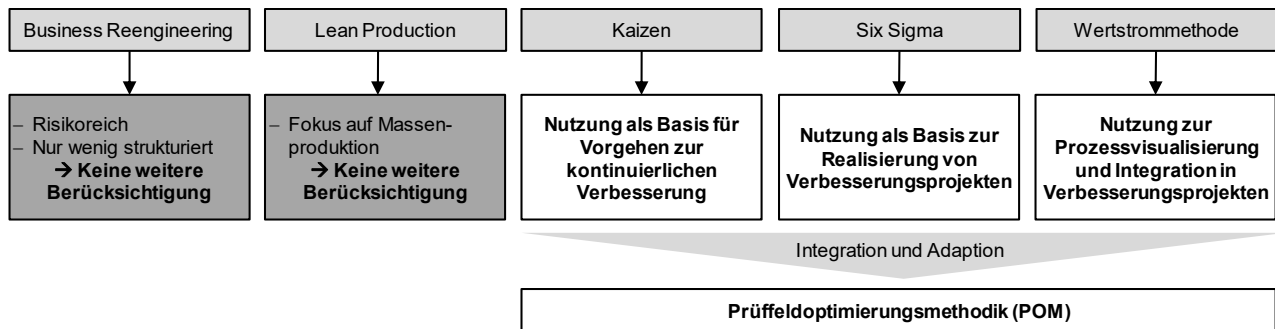 Business Reengineering
Lean Production
Kaizen
Six Sigma
Wertstrommethode
– Risikoreich
– Nur wenig strukturiert
→ Keine weitere
Berücksichtigung
– Fokus auf Massen-
produktion
→ Keine weitere
Berücksichtigung
Nutzung als Basis für
Vorgehen zur
kontinuierlichen
Verbesserung
Nutzung als Basis zur
Realisierung von
Verbesserungsprojekten
Nutzung zur
Prozessvisualisierung
und Integration in
Verbesserungsprojekten
Integration und Adaption
Prüffeldoptimierungsmethodik (POM)